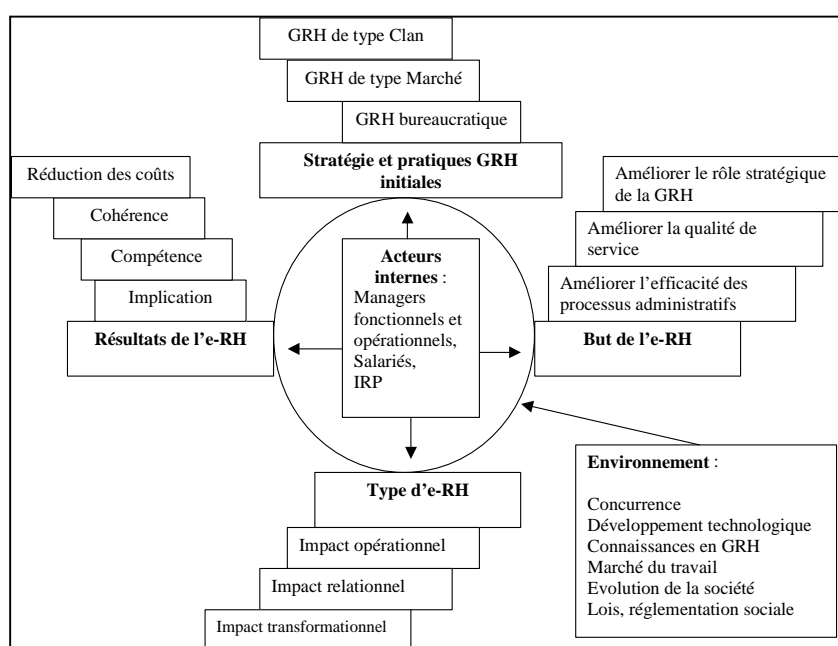 GRH de type Clan
GRH de type Marché
GRH bureaucratique
Stratégie et pratiques GRH
initiales
Réduction des coûts
Cohérence
Compétence
Implication
Résultats de l’e-RH
Améliorer le rôle stratégique
de la GRH
Améliorer la qualité de
service
Améliorer l’efficacité des
processus administratifs
But de l’e-RH
Acteurs
internes :
Managers
fonctionnels et
opérationnels,
Salariés,
IRP
Type d’e-RH
Impact opérationnel
Impact relationnel
Impact transformationnel
Environnement :
Concurrence
Développement technologique
Connaissances en GRH
Marché du travail
Evolution de la société
Lois, réglementation sociale